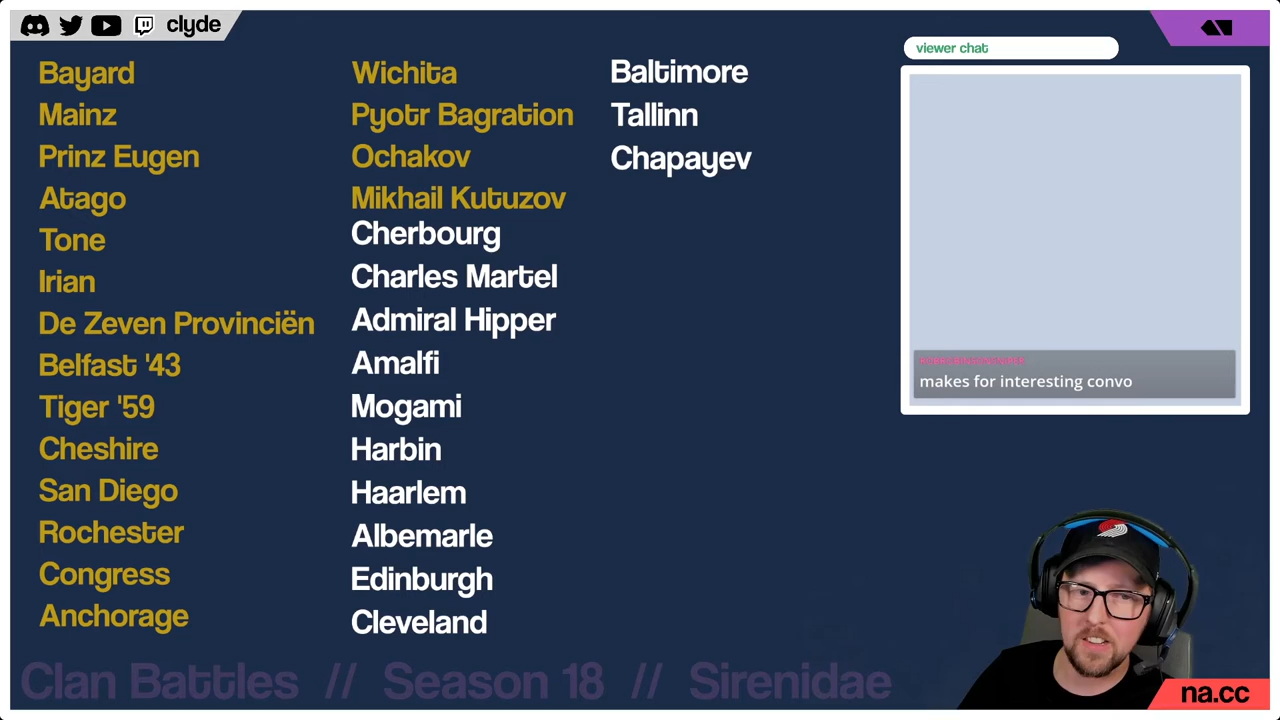 clyde
Bayard
Mainz
Prinz Eugen
Atago
Tone
Irian
De Zeven Provinciën
Belfast '43
Tiger '59
Cheshire
San Diego
Rochester
Congress
Anchorage
Wichita
Pyotr Bagration
Ochakov
Mikhail Kutuzov
Cherbourg
Charles Martel
Admiral Hipper
Amalfi
Mogami
Harbin
Haarlem
Albemarle
Edinburgh
Cleveland
Baltimore
Tallinn
Chapayev
viewer chat
makes for interesting convo
Clan Battles // Season 18 // Sirenidae
na.cc